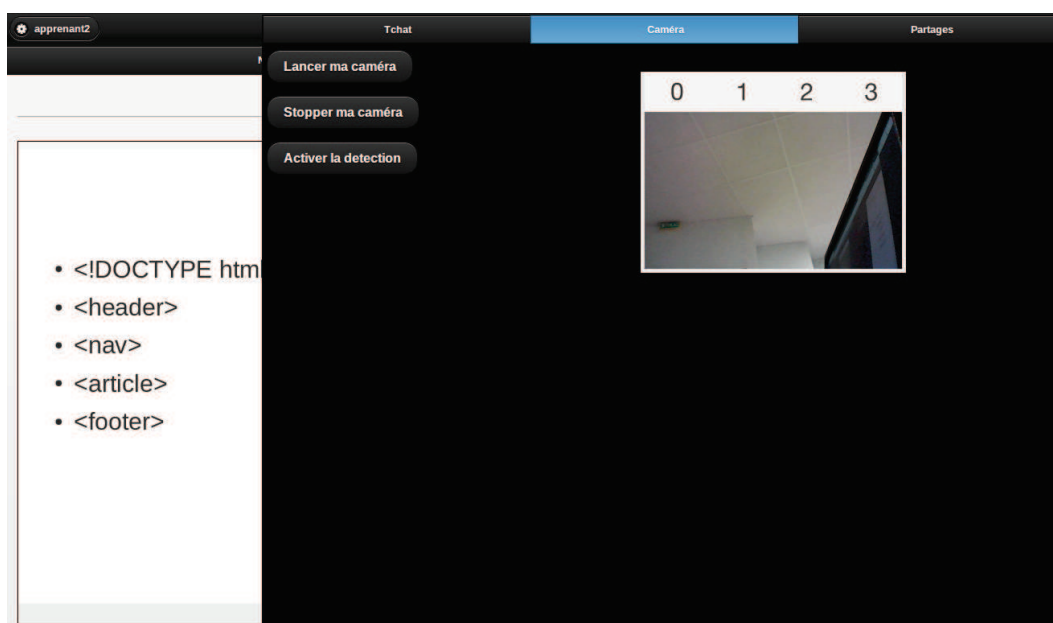 apprenant2
Tchat
Caméra
Partages
N
Lancer ma caméra
Stopper ma caméra
Activer la detection
0 1 2 3
• <!DOCTYPE html
• <header>
• <nav>
• <article>
• <footer>